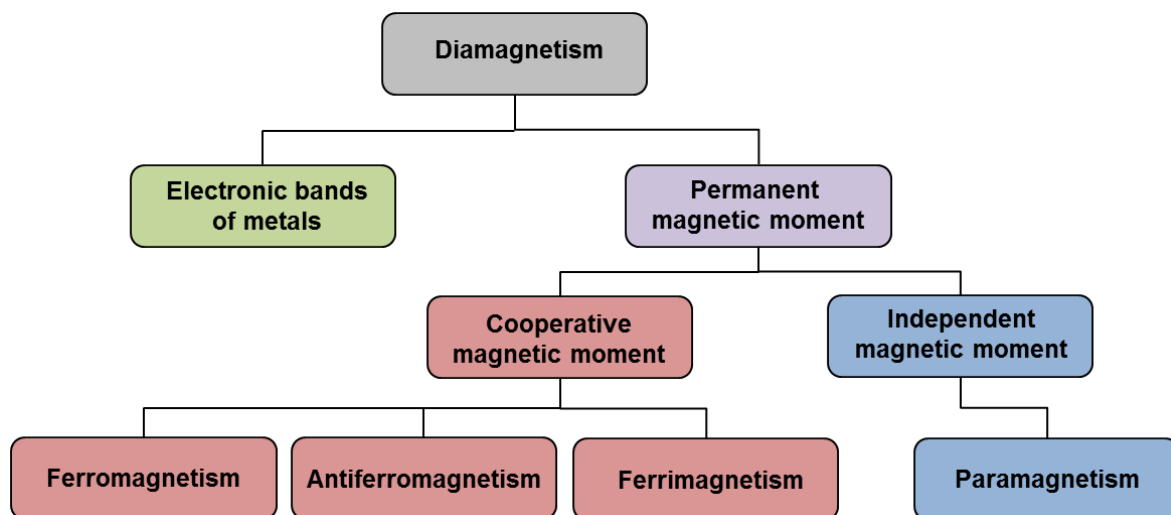 Diamagnetism
Electronic bands
of metals
Permanent
magnetic moment
Cooperative
magnetic moment
Independent
magnetic moment
Ferromagnetism
Antiferromagnetism
Ferrimagnetism
Paramagnetism